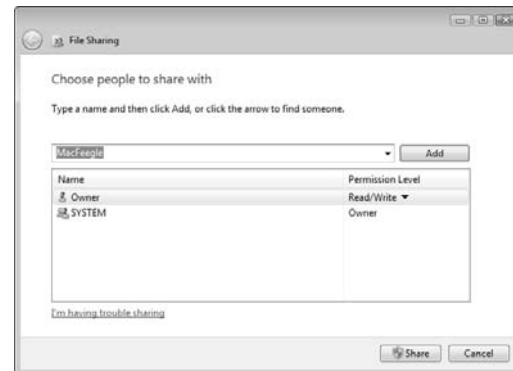 File Sharing
Choose people to share with
Type a name and then click Add, or click the arrow to find someone.
MacFeegle
Add
Name Permission Level
Owner Read/Write
SYSTEM Owner
I'm having trouble sharing
Share Cancel